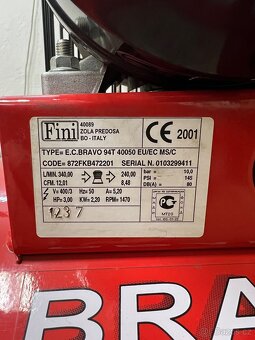 Fini
40069
ZOLA PREDOSA
BO - ITALY
CE 2001
TYPE= E.C.BRAVO 94T 40050 EU/EC MS/C
CODE= 872FKB472201 SERIAL N. 0103299411
L/MIN. 340,00 240,00
CFM. 12,01 8,48
V= 400/3 Hz= 50 A= 5,20
HP= 3,00 KW= 2,20 RPM= 1470
bar = 10,0
PSI = 145
DB(A) = 80
1237
BRA